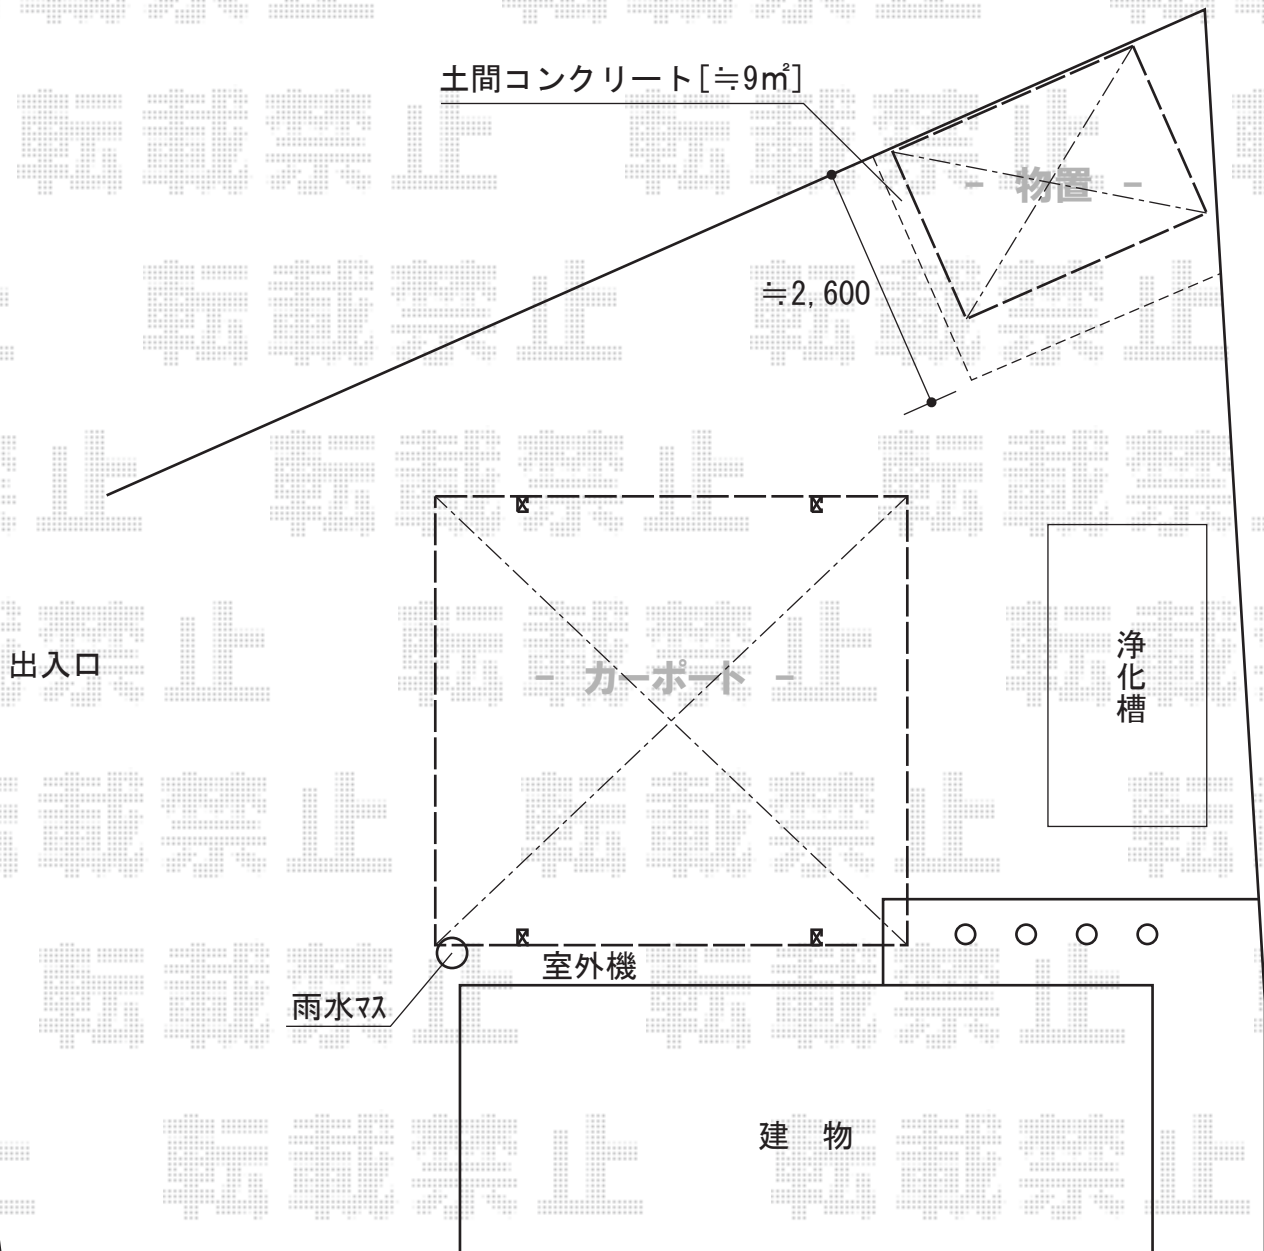 土間コンクリート[≒9㎡]
- 物置 -
≒2,600
出入口
- カーポート -
浄化槽
室外機
雨水マス
建 物
転載禁止